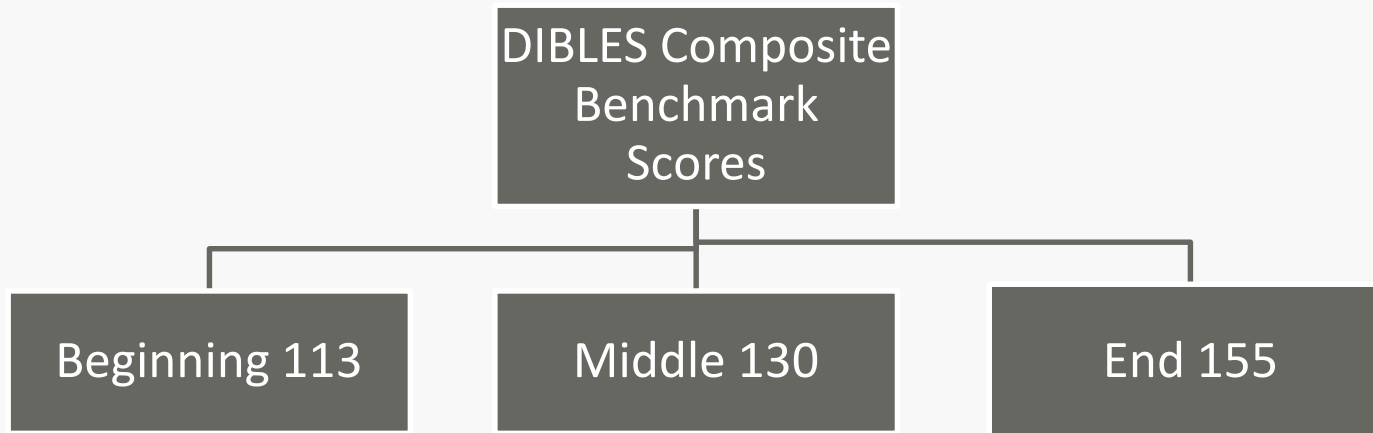 DIBLES Composite
Benchmark
Scores
Beginning 113
Middle 130
End 155